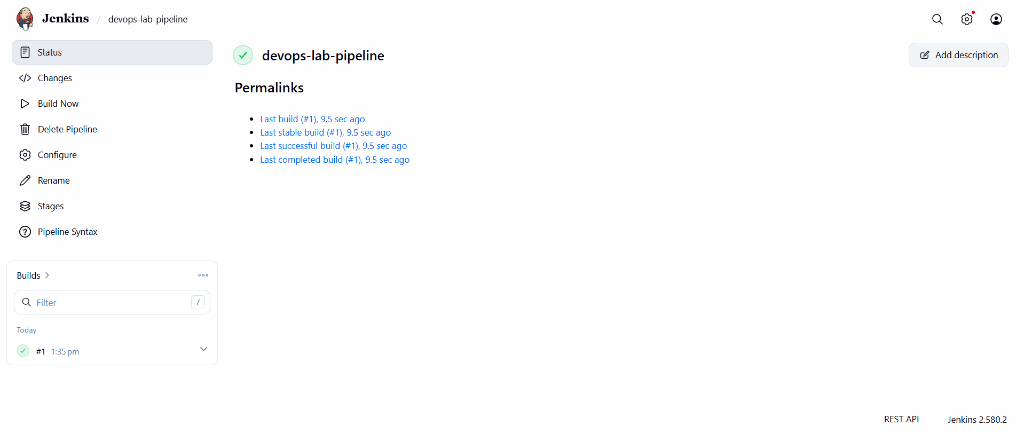 Jenkins / devops-lab-pipeline
Status
Changes
Build Now
Delete Pipeline
Configure
Rename
Stages
Pipeline Syntax
Builds
Filter /
Today
#1 1:35 pm
devops-lab-pipeline
Add description
Permalinks
Last build (#1), 9.5 sec ago
Last stable build (#1), 9.5 sec ago
Last successful build (#1), 9.5 sec ago
Last completed build (#1), 9.5 sec ago
REST API Jenkins 2.580.2